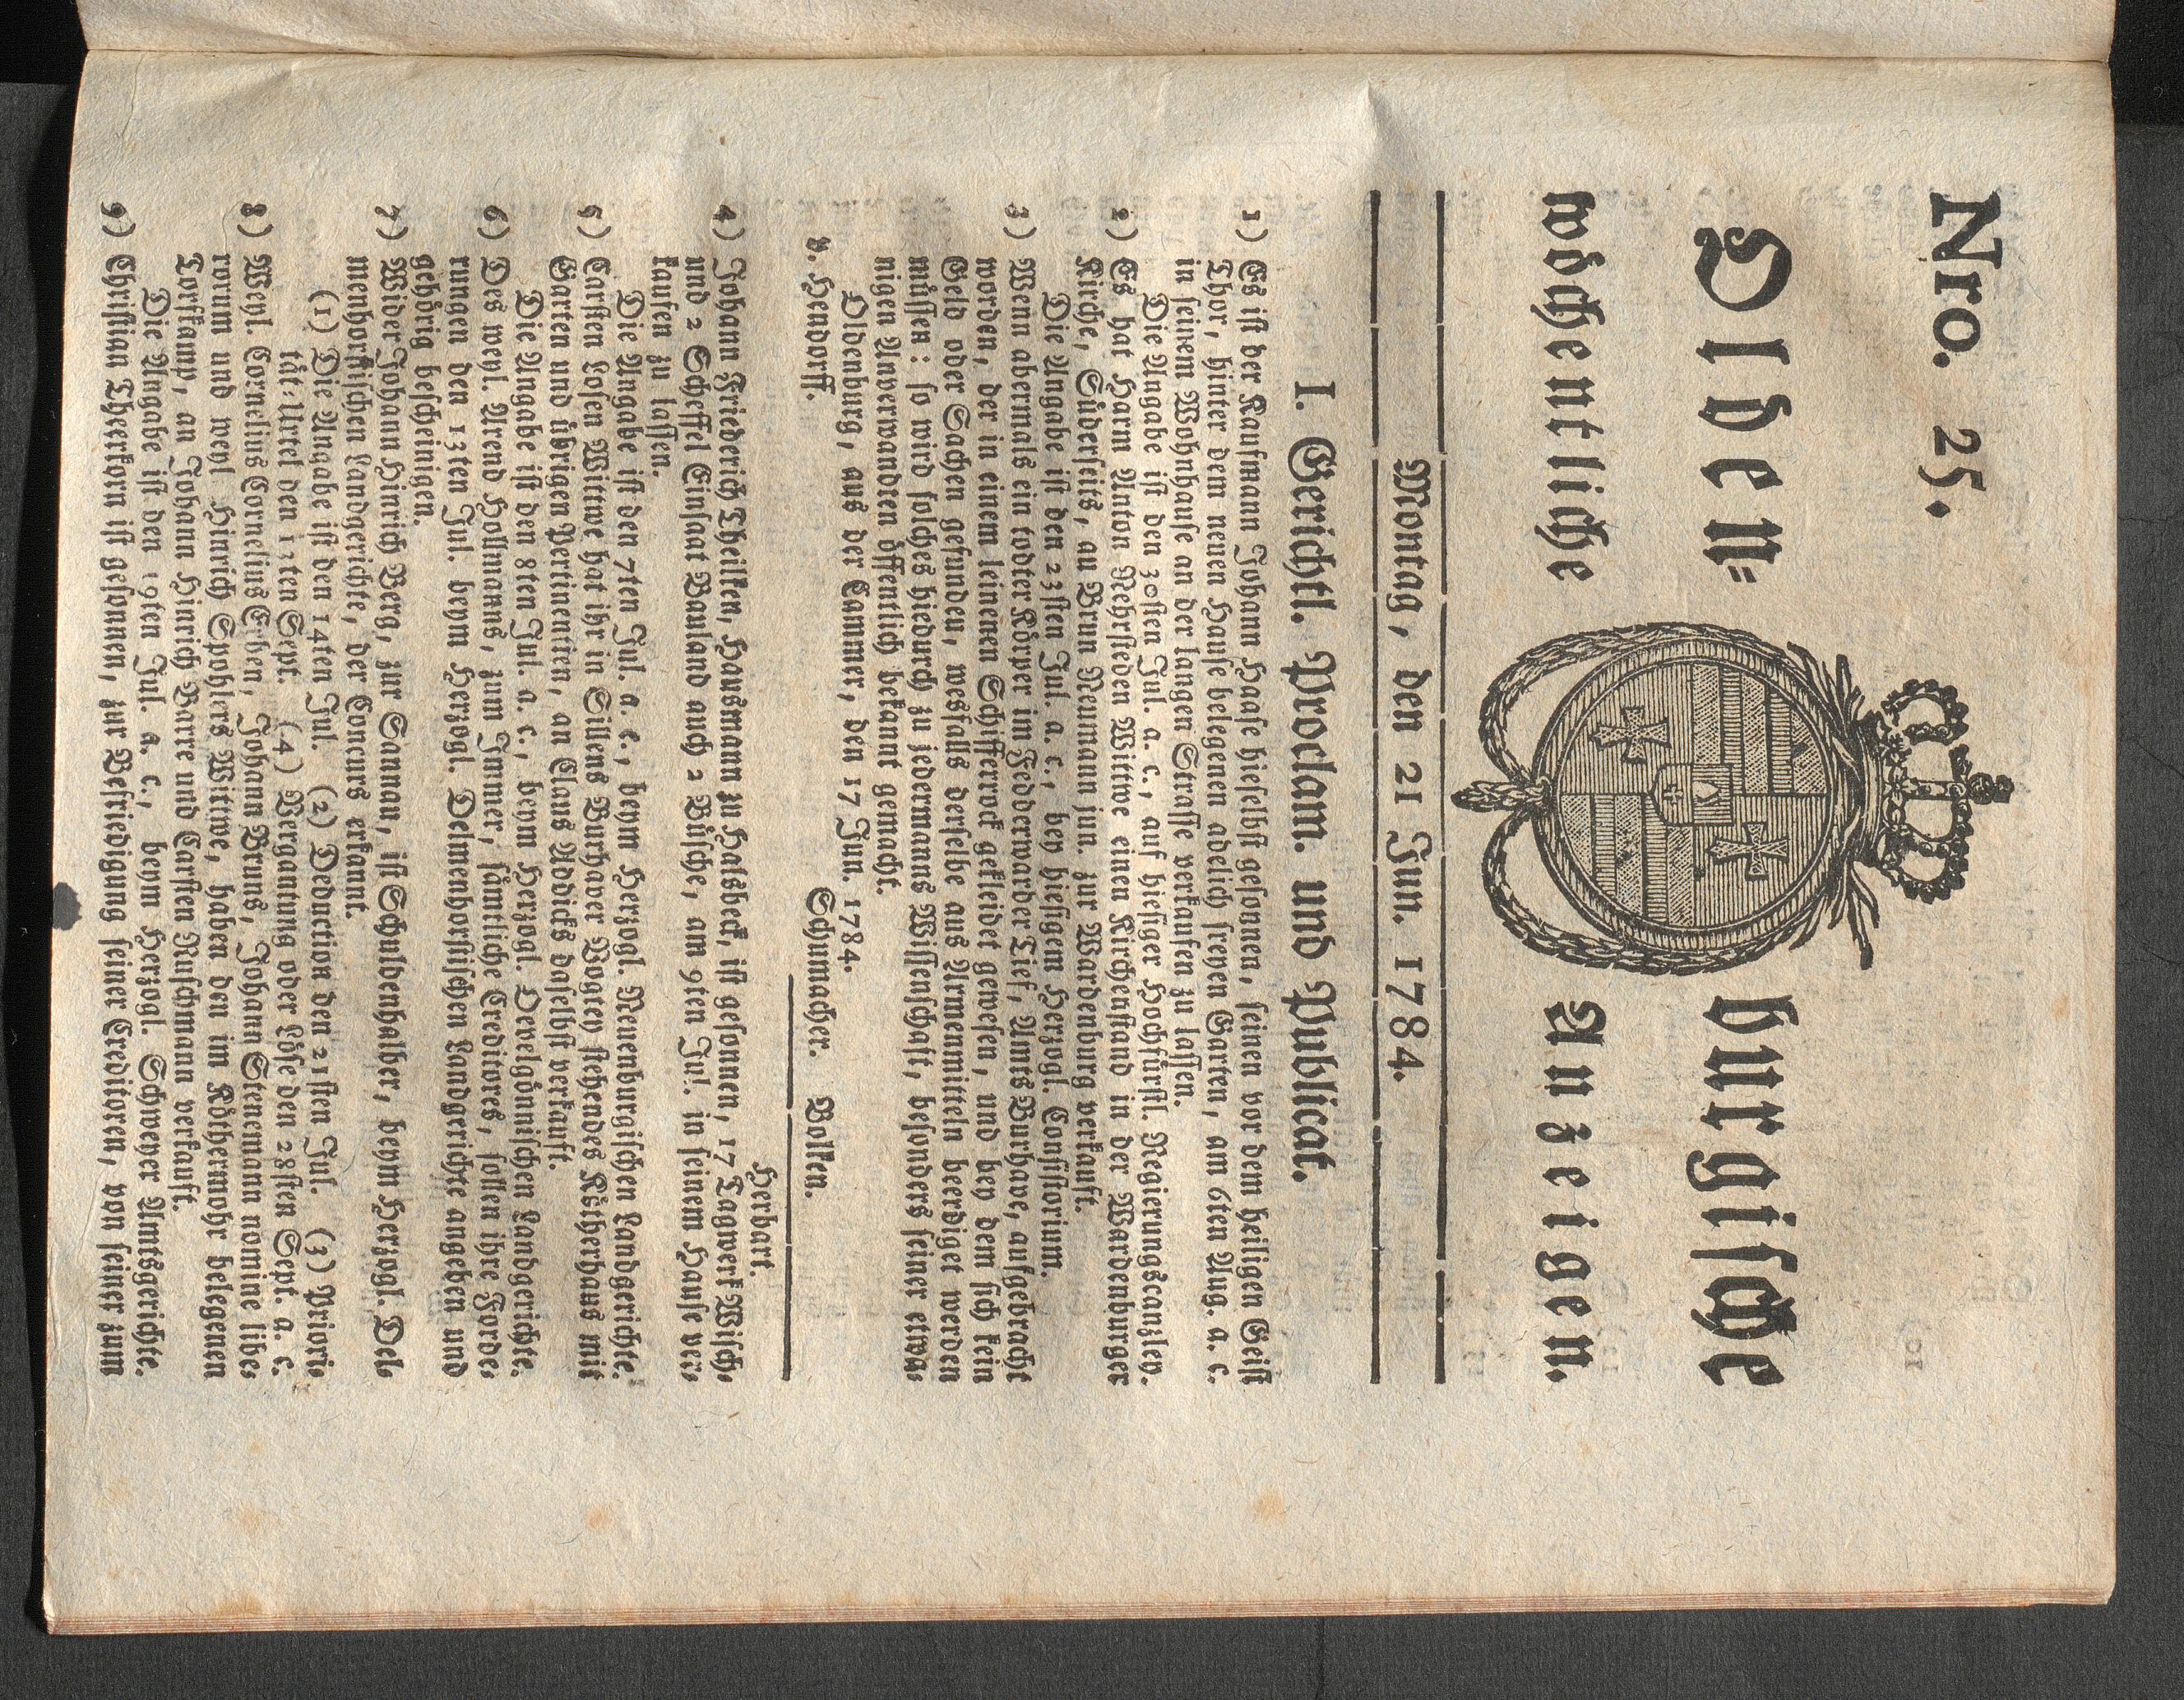 Nro. 25.
Olden⸗ burgische
wöchentliche Anzeigen.
Montag, den 21 Jun. 1784.
I. Gerichtl. Proclam. und Publicat.
1) Es ist der Kaufmann Johann Haase hieselbst gesonnen, seinen vor dem heiligen Geist
Thor, hinter dem neuen Hause belegenen adelich freyen Garten, am 6ten Aug. a. c.
in seinem Wohnhause an der langen Strasse verkaufen zu lassen.
Die Angabe ist den 30sten Jul. a. c., auf hiesiger Hochfürstl. Regierungscanzley.
2) Es hat Harm Anton Mehrsteden Wittwe einen Kirchenstand in der Wardenburger
Kirche, Süderseits, an Brun Neumann jun. zur Wardenburg verkauft.
Die Angabe ist den 23sten Jul. a. c., bey hiesigem Herzogl. Consistorium.
3) Wenn abermals ein todter Körper im Fedderwarder Tief, Amts Burhave, aufgebracht
worden, der in einem leinenen Schifferrock gekleidet gewesen, und bey dem sich kein
Geld oder Sachen gefunden, wesfalls derselbe aus Armenmitteln beerdiget werden
müssen: so wird solches hiedurch zu jedermanns Wissenschaft, besonders seiner etwa⸗
nigen Anverwandten öffentlich bekannt gemacht.
Oldenburg, aus der Cammer, den 17 Jun. 1784.
v. Hendorff. Schumacher. Volken.
Herbart.
4) Johann Friederich Theilken, Hausmann zu Halsbeck, ist gesonnen, 17 Tagwerk Wisch⸗
und 2 Scheffel Einsaat Bauland auch 2 Büsche, am 9ten Jul. in seinem Hause ver⸗
kaufen zu lassen.
Die Angabe ist den 7ten Jul. a. c., beym Herzogl. Neuenburgischen Landgerichte.
5) Carsten Losen Wittwe hat ihr in Sillens Burhaver Vogtey stehendes Kötherhaus mit
Garten und übrigen Pertinentien, an Claus Addicks daselbst verkauft.
Die Angabe ist den 8ten Jul. a. c., beym Herzogl. Develgönnischen Landgerichte.
6) Des weyl. Arend Hollmanns, zum Immer, sämtliche Creditores, sollen ihre Forde⸗
rungen den 13ten Jul. beym Herzogl. Delmenhorstischen Landgerichte angeben und
gehörig bescheinigen.
7) Wider Johann Hinrich Berg, zur Sannau, ist Schuldenhalber, beym Herzogl. Del⸗
menhorstischen Landgerichte, der Concurs erkannt.
(1) Die Angabe ist den 14ten Jul. (2) Deduction den 21sten Jul. (3) Priori⸗
tät⸗Urtel den 13ten Sept. (4) Vergantung oder Löse den 28sten Sept. a. c.
8) Weyl. Cornelius Cornelius Erben, Johann Bruns, Johann Stenemann nomine libe⸗
rorum und weyl Hinrich Spohlers Wittwe, haben den im Köthermohr belegenen
Torfkamp, an Johann Hinrich Barre und Carsten Ruschmann verkauft.
Die Angabe ist den 19ten Jul. a. c., beym Herzogl. Schweyer Amtsgerichte.
9) Christian Theerkorn ist gesonnen, zur Befriedigung seiner Creditoren, von seiner zum